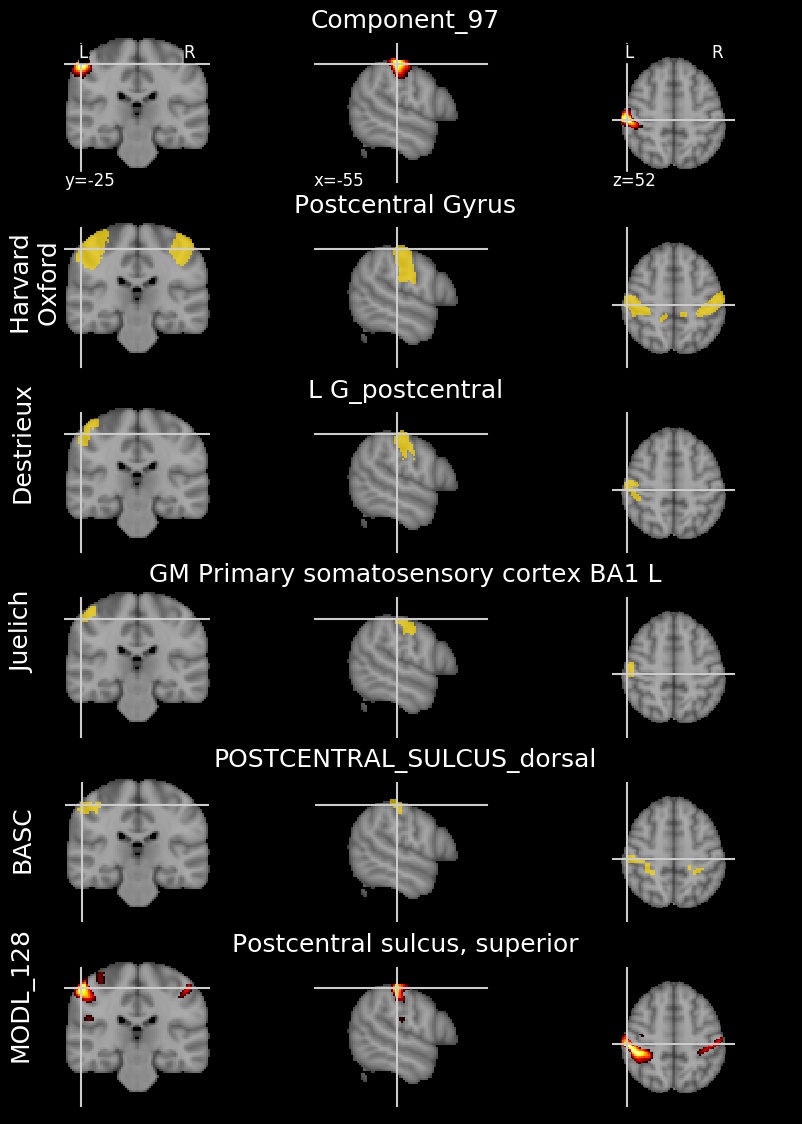 Component_97
L R L R
y=-25 x=-55 z=52
Postcentral Gyrus
Harvard
Oxford
L G_postcentral
Destrieux
GM Primary somatosensory cortex BA1 L
Juelich
POSTCENTRAL_SULCUS_dorsal
BASC
Postcentral sulcus, superior
MODL_128